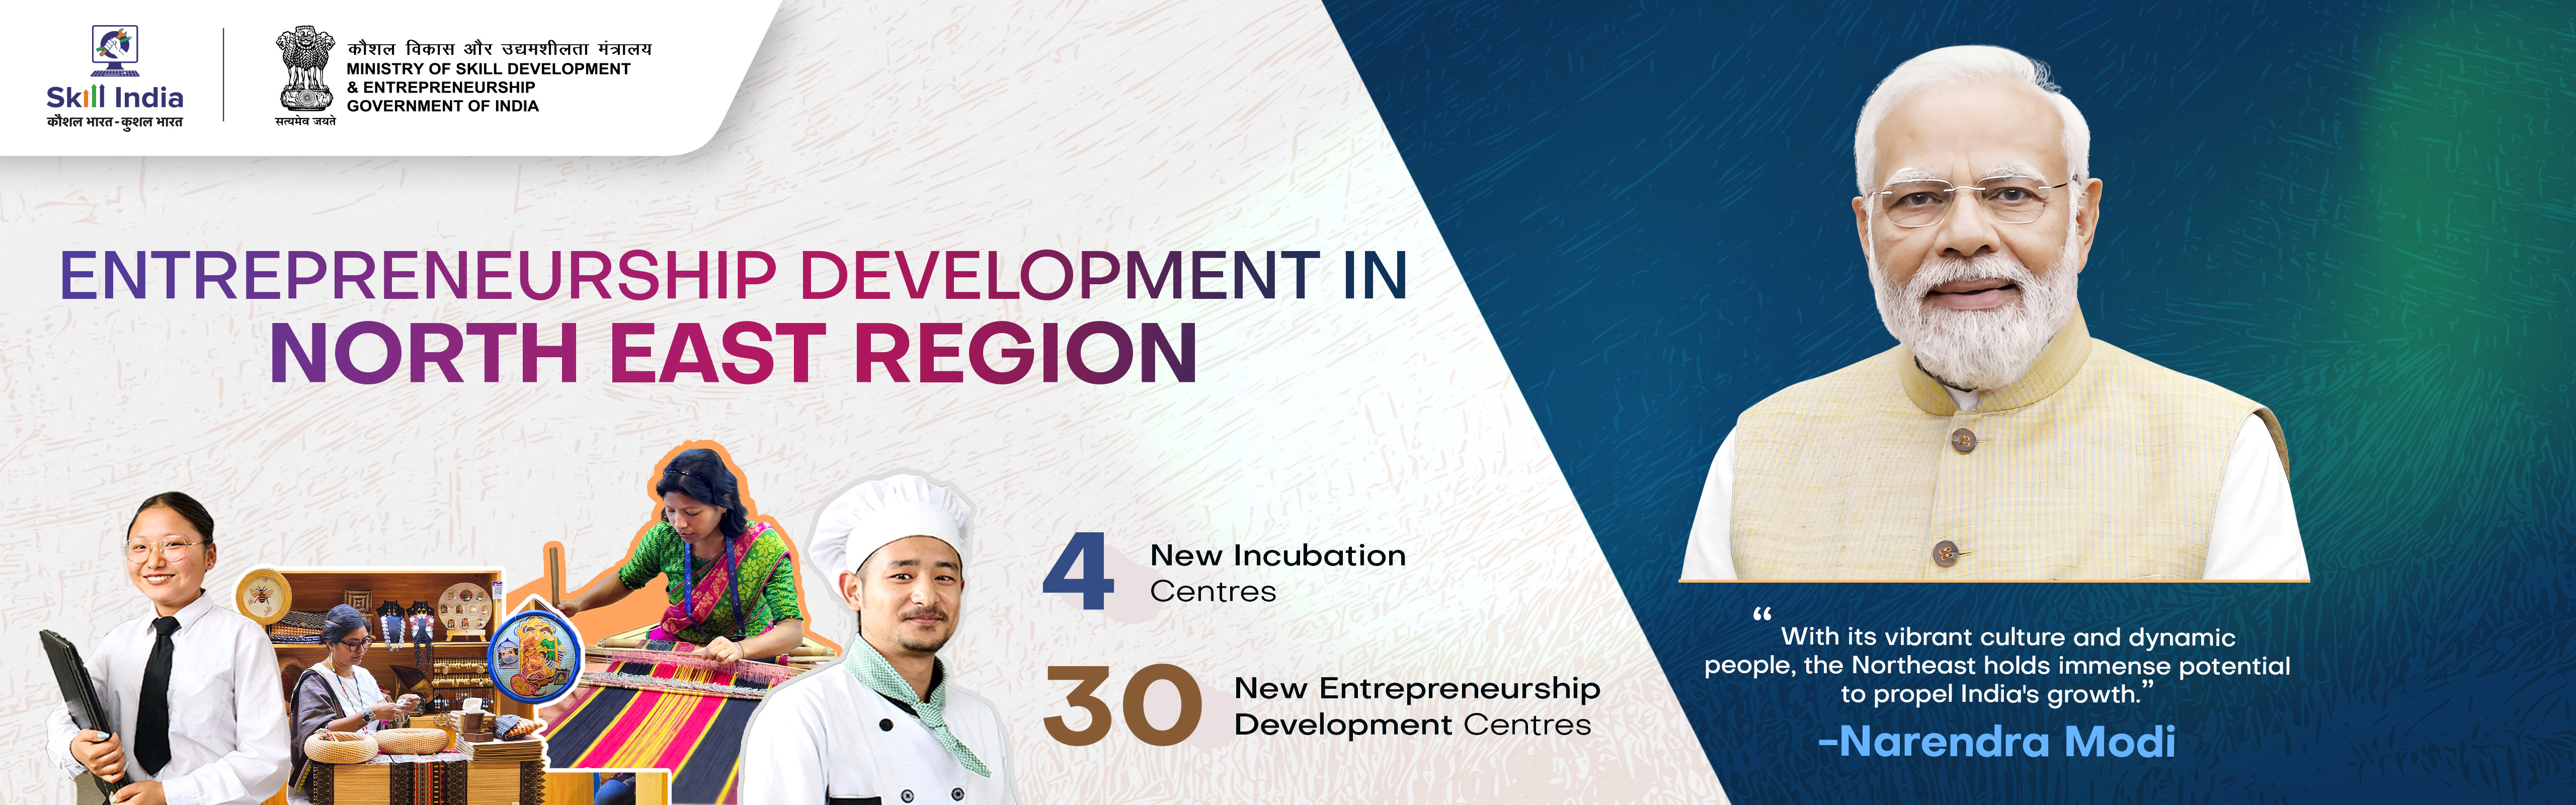 Skill India
कौशल भारत-कुशल भारत
सत्यमेव जयते
कौशल विकास और उद्यमशीलता मंत्रालय
MINISTRY OF SKILL DEVELOPMENT
& ENTREPRENEURSHIP
GOVERNMENT OF INDIA
ENTREPRENEURSHIP DEVELOPMENT IN
NORTH EAST REGION
4
New Incubation
Centres
30
New Entrepreneurship
Development Centres
“With its vibrant culture and dynamic
people, the Northeast holds immense potential
to propel India's growth.”
-Narendra Modi